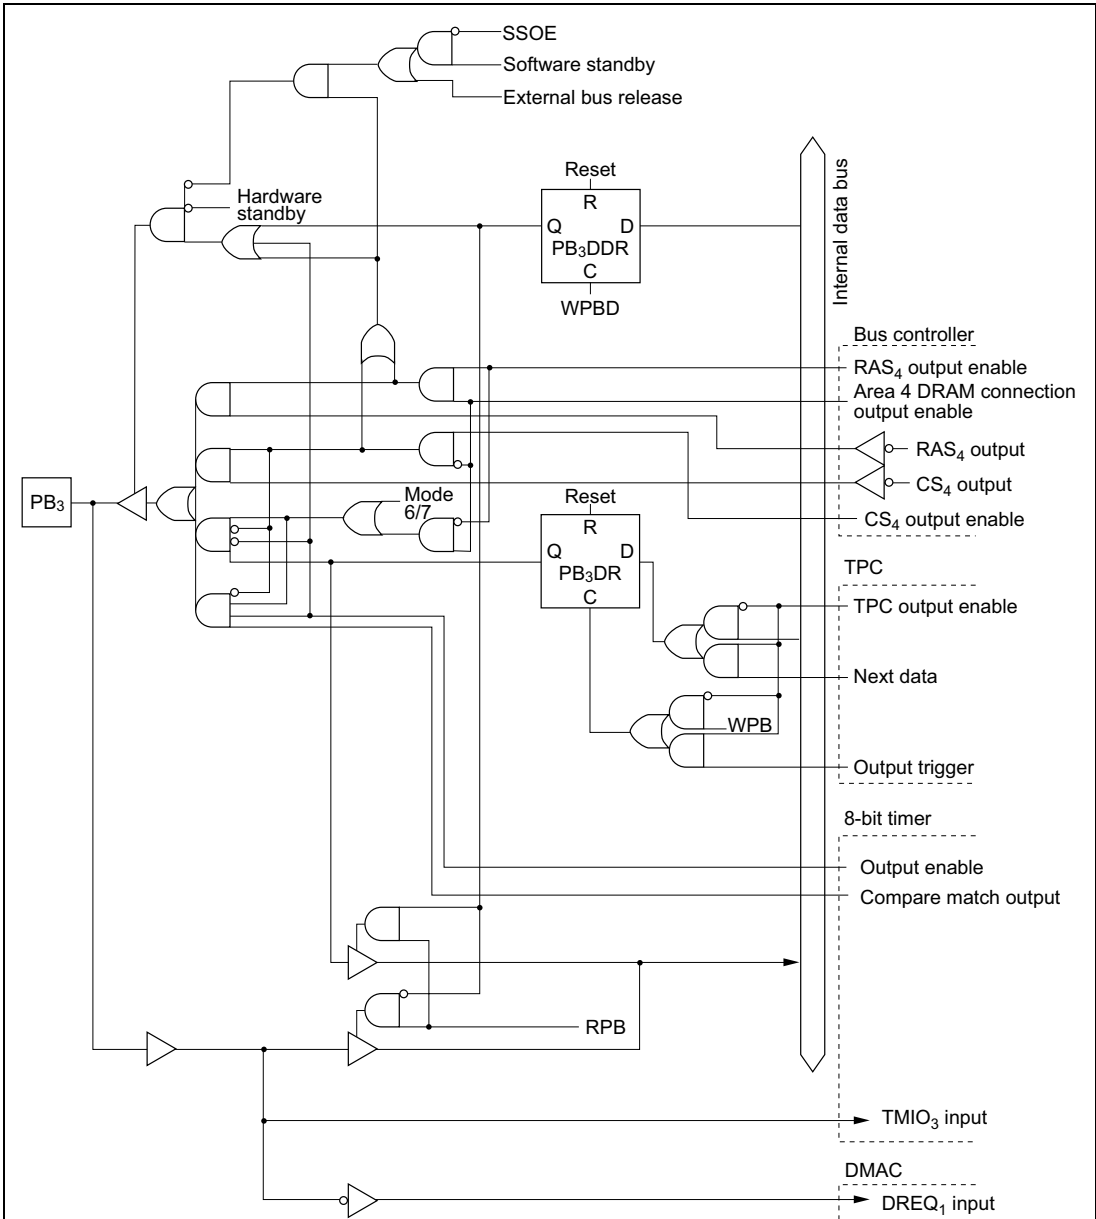 SSOE
Software standby
External bus release
Hardware
standby
Reset
R
Q D
PB₃DDR
C
WPBD
Internal data bus
Bus controller
RAS₄ output enable
Area 4 DRAM connection
output enable
RAS₄ output
CS₄ output
CS₄ output enable
PB₃
Mode
6/7
Reset
R
Q D
PB₃DR
C
TPC
TPC output enable
Next data
WPB
Output trigger
8-bit timer
Output enable
Compare match output
RPB
TMIO₃ input
DMAC
DREQ₁ input